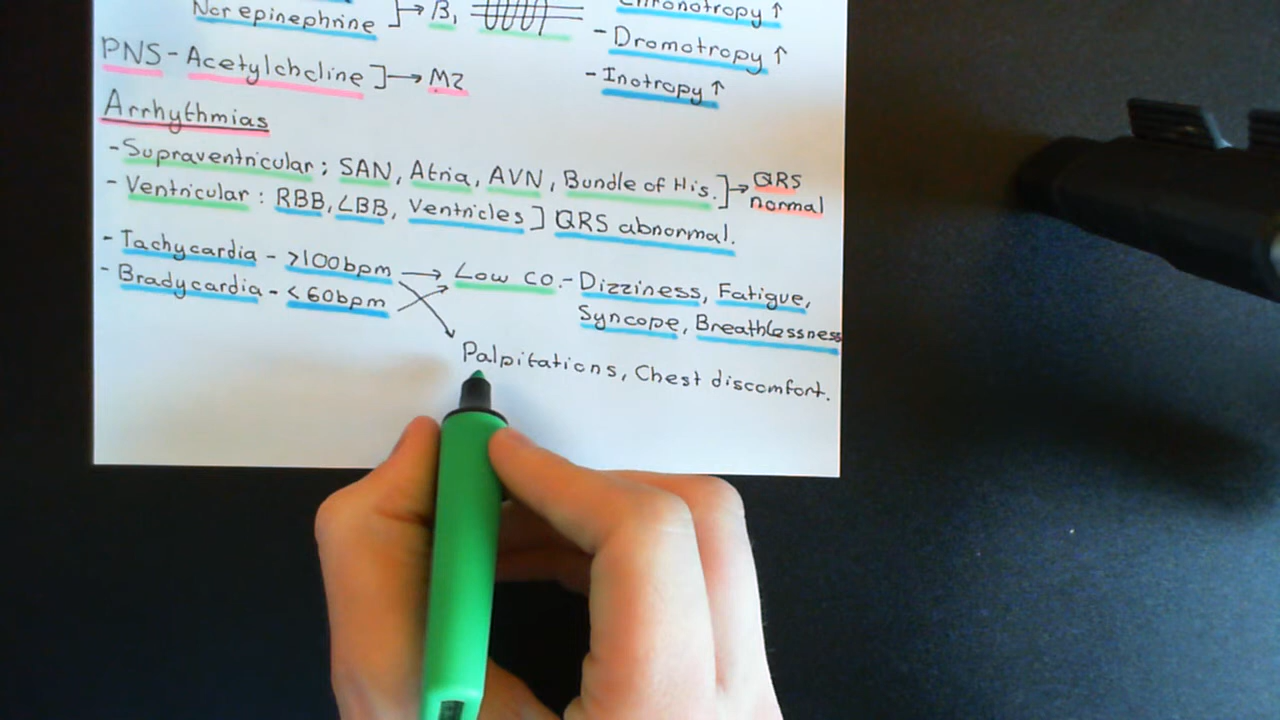 Norepinephrine ]→ β₁ Chronotropy ↑
- Dromotropy ↑
- Inotropy ↑
PNS - Acetylcholine ]→ M2
Arrhythmias
- Supraventricular ; SAN, Atria, AVN, Bundle of His. ]→ QRS normal
- Ventricular : RBB, LBB, Ventricles ] QRS abnormal.
- Tachycardia - >100bpm → Low CO. - Dizziness, Fatigue,
- Bradycardia - <60bpm Syncope, Breathlessness
Palpitations, Chest discomfort.